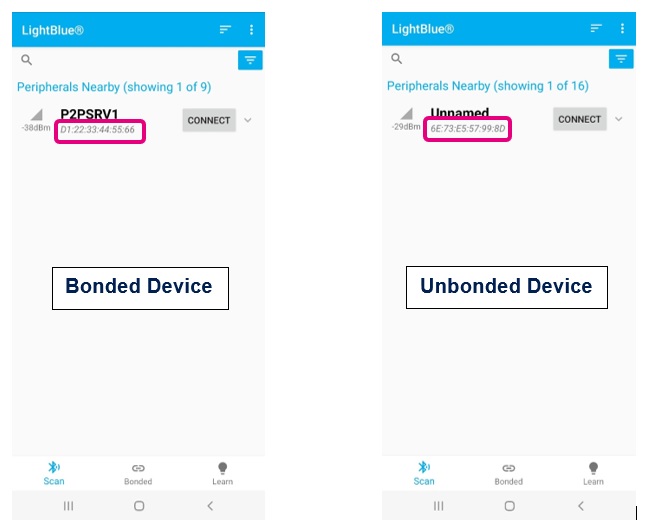 LightBlue®
Peripherals Nearby (showing 1 of 9)
P2PSRV1
-38dBm
D1:22:33:44:55:66
CONNECT
Bonded Device
Scan
Bonded
Learn
LightBlue®
Peripherals Nearby (showing 1 of 16)
Unnamed
-29dBm
6E:73:E5:57:99:8D
CONNECT
Unbonded Device
Scan
Bonded
Learn